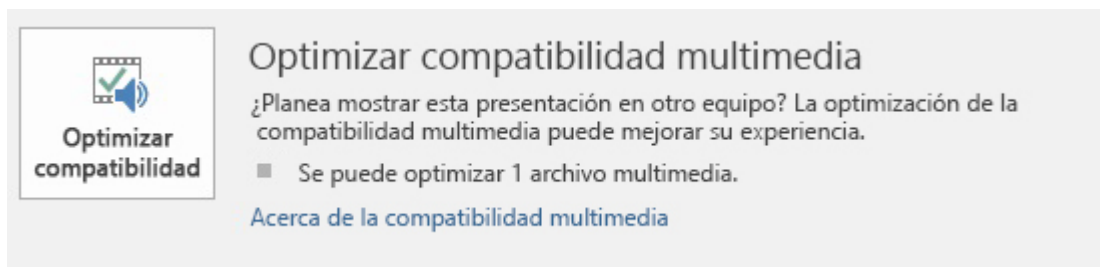 Optimizar
compatibilidad
Optimizar compatibilidad multimedia
¿Planea mostrar esta presentación en otro equipo? La optimización de la
compatibilidad multimedia puede mejorar su experiencia.
Se puede optimizar 1 archivo multimedia.
Acerca de la compatibilidad multimedia